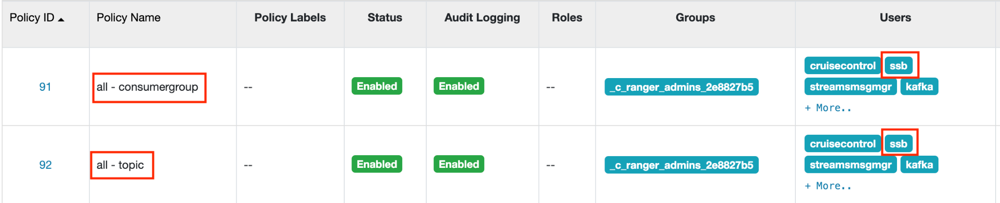 Policy ID Policy Name Policy Labels Status Audit Logging Roles Groups Users
91 all - consumergroup -- Enabled Enabled -- _c_ranger_admins_2e8827b5 cruisecontrol ssb
streamsmsgmgr kafka
+ More..
92 all - topic -- Enabled Enabled -- _c_ranger_admins_2e8827b5 cruisecontrol ssb
streamsmsgmgr kafka
+ More..